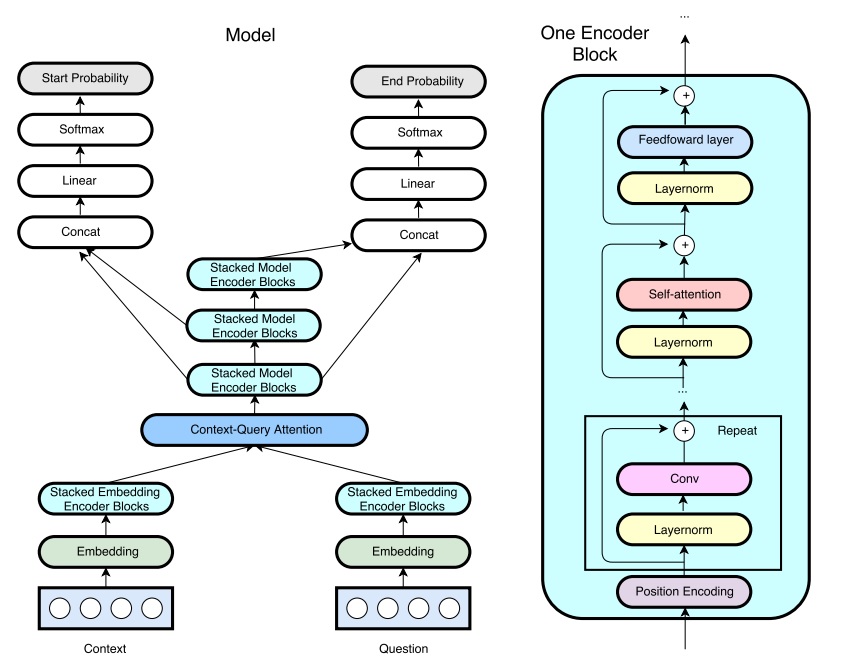 Model
Start Probability
Softmax
Linear
Concat
End Probability
Softmax
Linear
Concat
Stacked Model
Encoder Blocks
Stacked Model
Encoder Blocks
Stacked Model
Encoder Blocks
Context-Query Attention
Stacked Embedding
Encoder Blocks
Stacked Embedding
Encoder Blocks
Embedding
Embedding
Context
Question
One Encoder
Block
...
+
Feedfoward layer
Layernorm
+
Self-attention
Layernorm
...
+
Repeat
Conv
Layernorm
Position Encoding